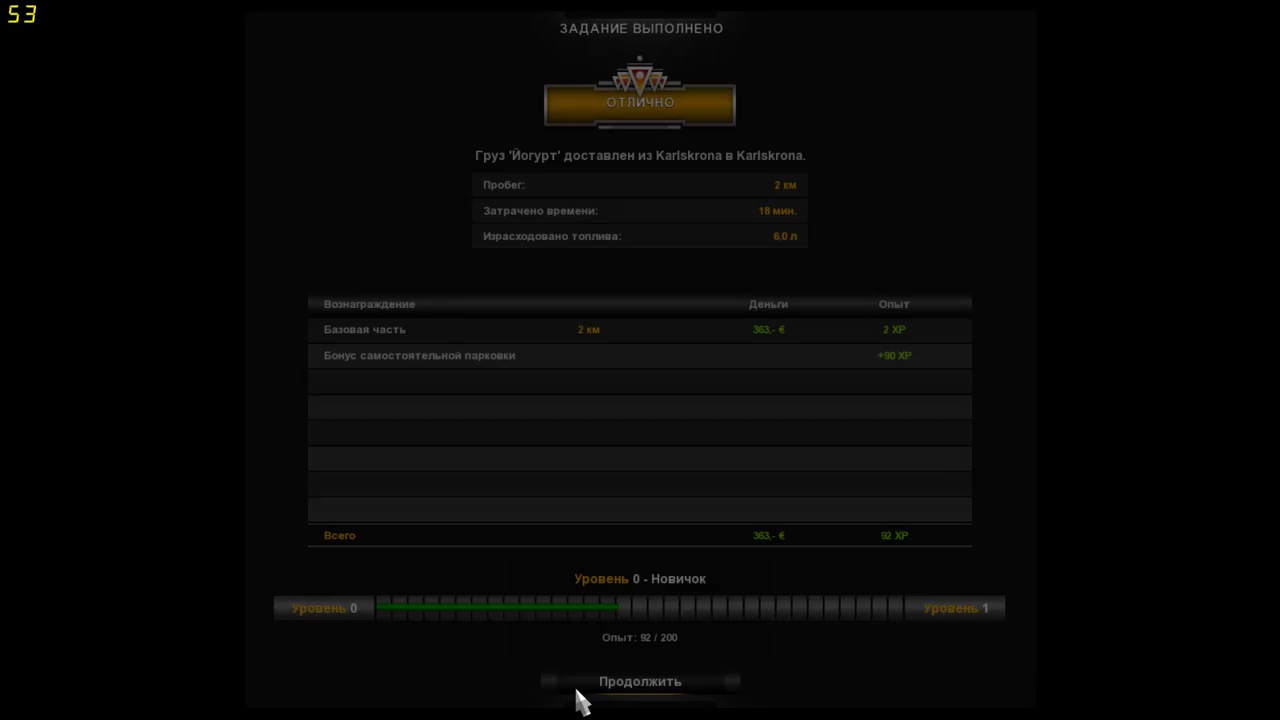 53
ЗАДАНИЕ ВЫПОЛНЕНО
ОТЛИЧНО
Груз 'Йогурт' доставлен из Karlskrona в Karlskrona.
Пробег: 2 км
Затрачено времени: 18 мин.
Израсходовано топлива: 6,0 л
Вознаграждение Деньги Опыт
Базовая часть 2 км 363,- € 2 XP
Бонус самостоятельной парковки +90 XP
Всего 363,- € 92 XP
Уровень 0 - Новичок
Уровень 0 Уровень 1
Опыт: 92 / 200
Продолжить